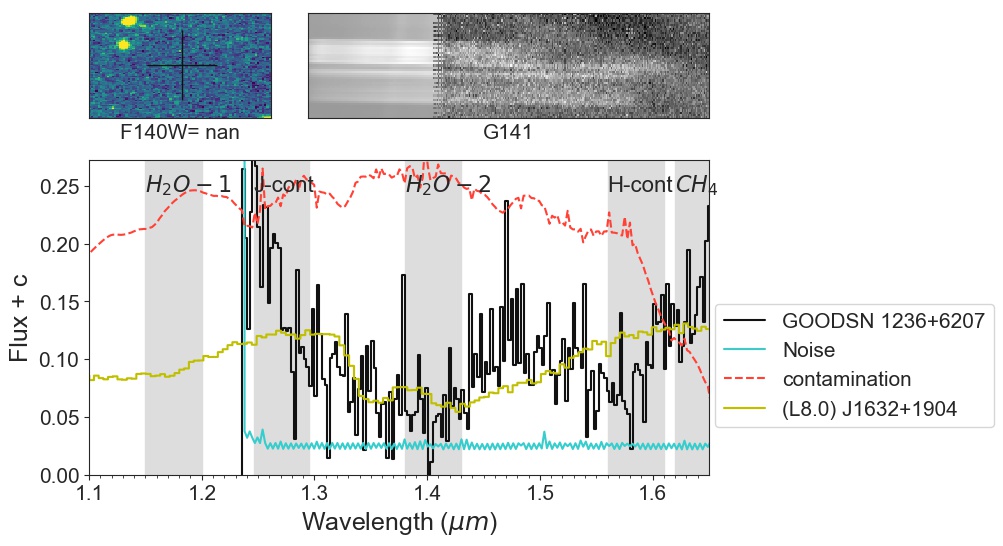 F140W= nan
G141
H₂O − 1
J-cont
H₂O − 2
H-cont
CH₄
Flux + c
0.25
0.20
0.15
0.10
0.05
0.00
1.1
1.2
1.3
1.4
1.5
1.6
Wavelength (μm)
GOODSN 1236+6207
Noise
contamination
(L8.0) J1632+1904